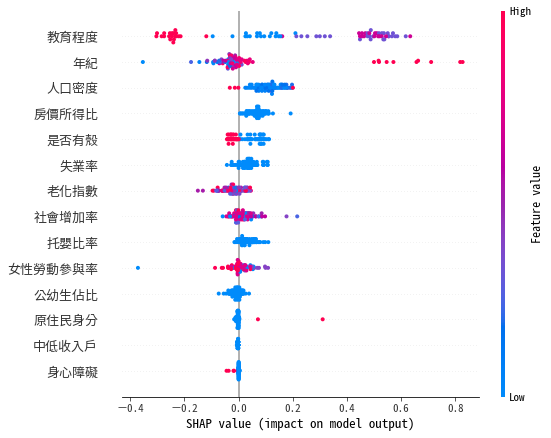 High
教育程度
年紀
人口密度
房價所得比
是否有殼
失業率
老化指數
社會增加率
托嬰比率
女性勞動參與率
公幼生佔比
原住民身分
中低收入戶
身心障礙
Feature value
Low
−0.4 −0.2 0.0 0.2 0.4 0.6 0.8
SHAP value (impact on model output)